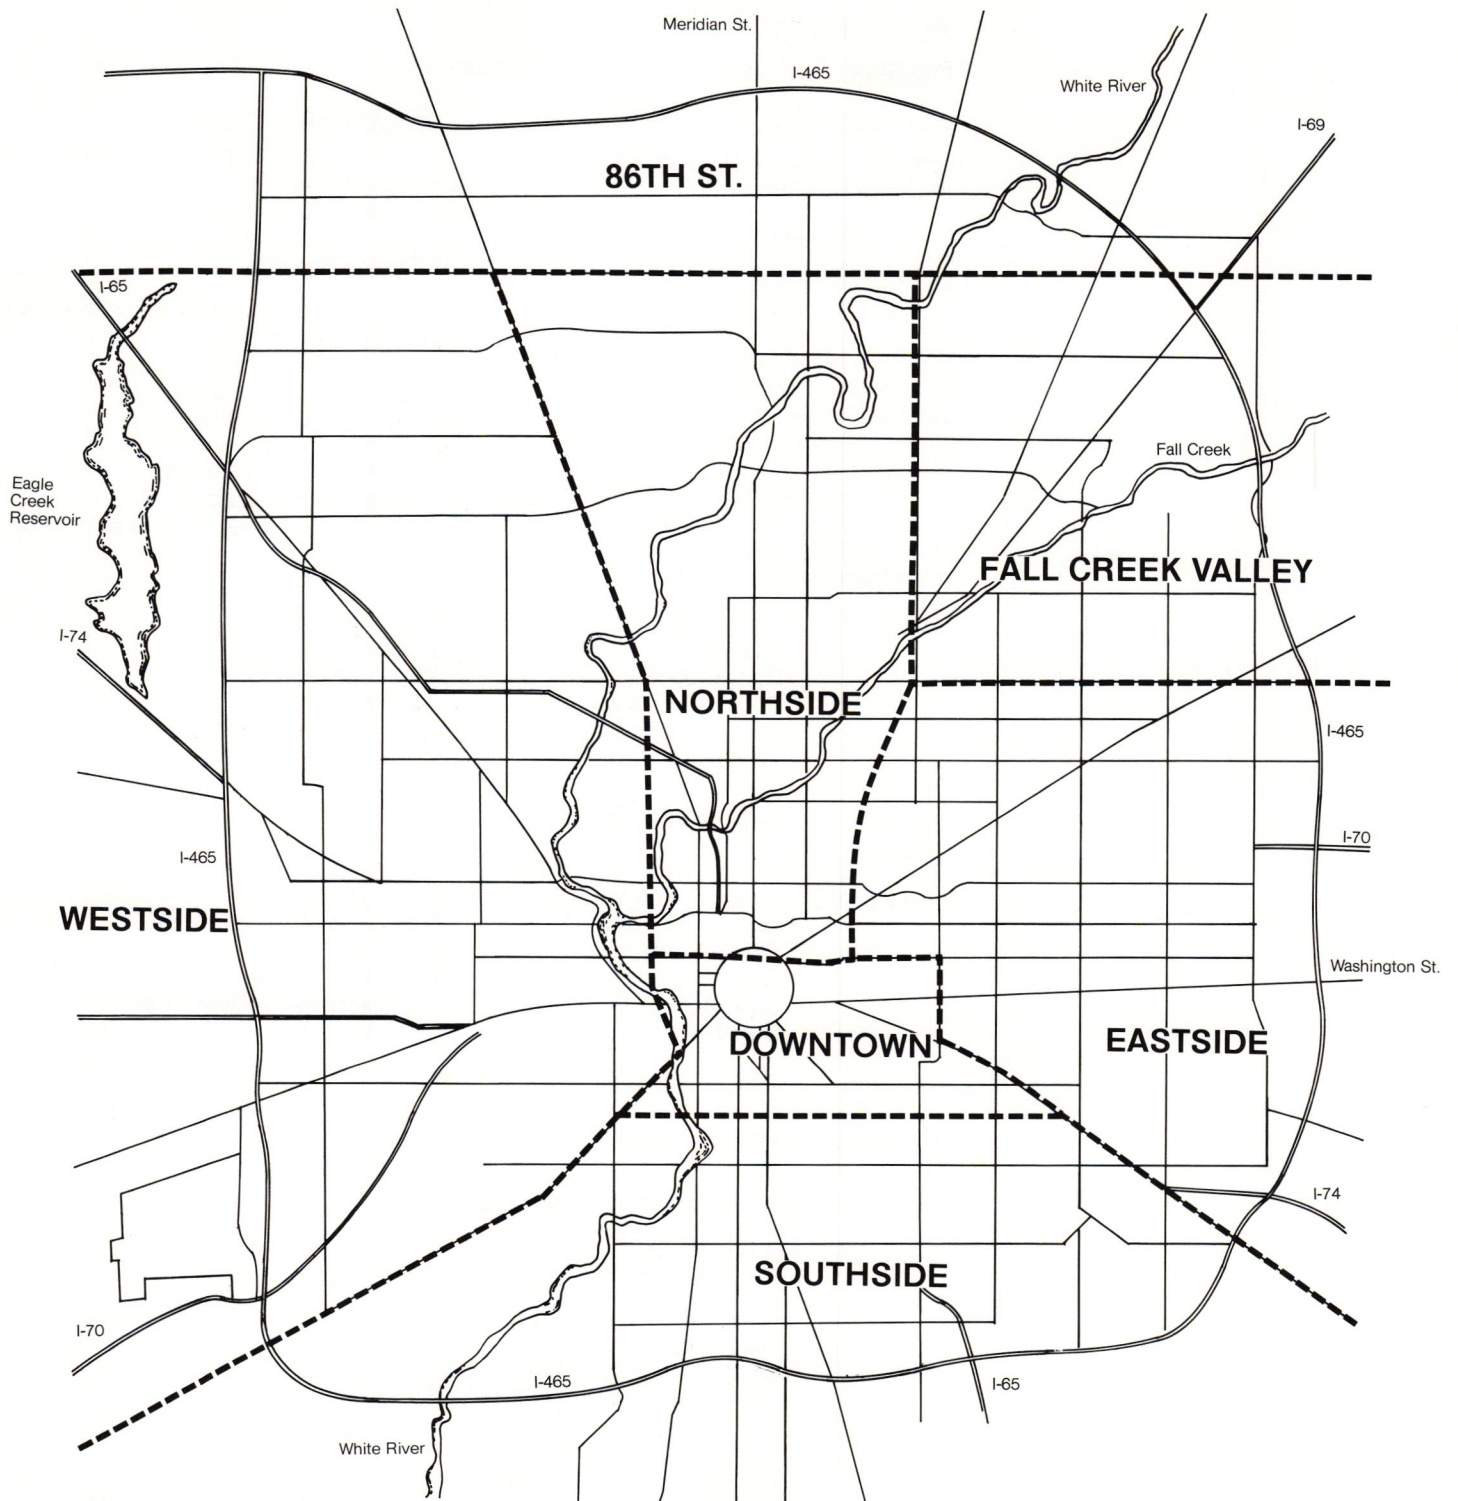 Meridian St.
I-465
White River
I-69
86TH ST.
I-65
Fall Creek
Eagle
Creek
Reservoir
FALL CREEK VALLEY
I-74
NORTHSIDE
I-465
I-70
I-465
WESTSIDE
Washington St.
DOWNTOWN
EASTSIDE
I-74
SOUTHSIDE
I-70
I-465
I-65
White River